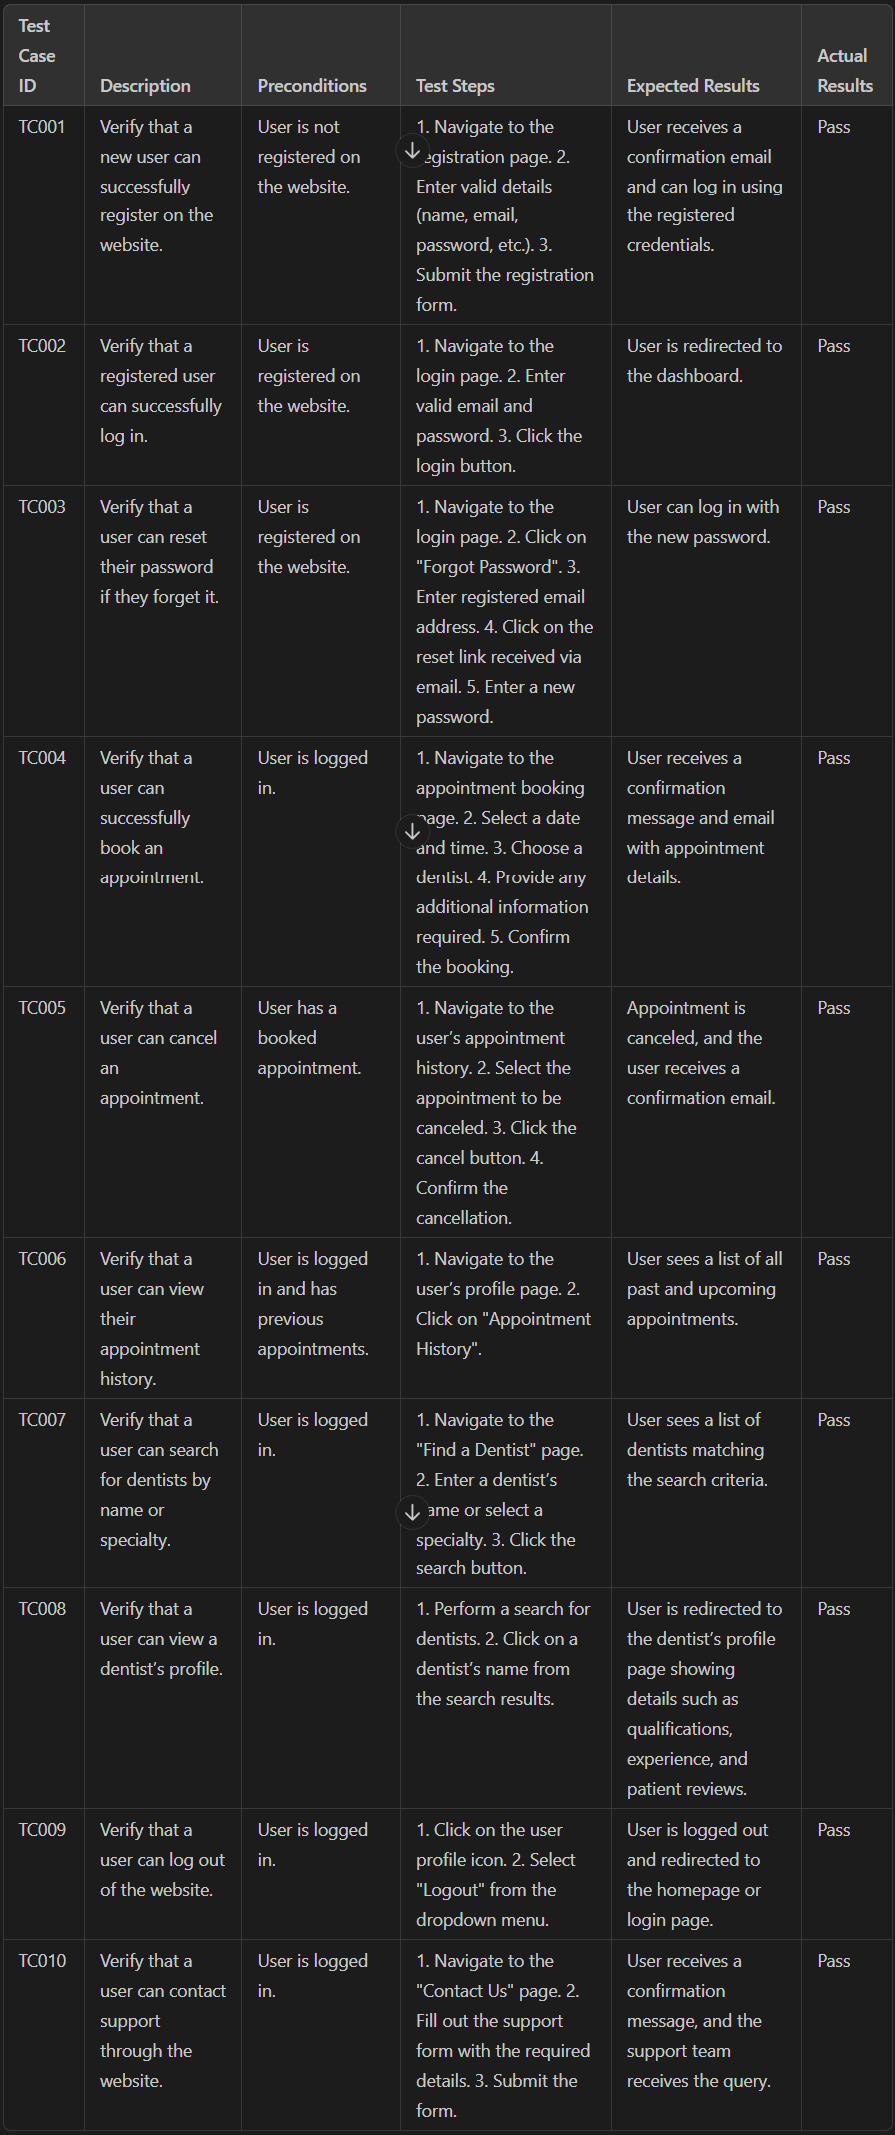 Test
Case
ID
Description
Preconditions
Test Steps
Expected Results
Actual
Results
TC001
Verify that a
new user can
successfully
register on the
website.
User is not
registered on
the website.
1. Navigate to the
registration page. 2.
Enter valid details
(name, email,
password, etc.). 3.
Submit the registration
form.
User receives a
confirmation email
and can log in using
the registered
credentials.
Pass
TC002
Verify that a
registered user
can successfully
log in.
User is
registered on
the website.
1. Navigate to the
login page. 2. Enter
valid email and
password. 3. Click the
login button.
User is redirected to
the dashboard.
Pass
TC003
Verify that a
user can reset
their password
if they forget it.
User is
registered on
the website.
1. Navigate to the
login page. 2. Click on
"Forgot Password". 3.
Enter registered email
address. 4. Click on the
reset link received via
email. 5. Enter a new
password.
User can log in with
the new password.
Pass
TC004
Verify that a
user can
successfully
book an
appointment.
User is logged
in.
1. Navigate to the
appointment booking
page. 2. Select a date
and time. 3. Choose a
dentist. 4. Provide any
additional information
required. 5. Confirm
the booking.
User receives a
confirmation
message and email
with appointment
details.
Pass
TC005
Verify that a
user can cancel
an
appointment.
User has a
booked
appointment.
1. Navigate to the
user’s appointment
history. 2. Select the
appointment to be
canceled. 3. Click the
cancel button. 4.
Confirm the
cancellation.
Appointment is
canceled, and the
user receives a
confirmation email.
Pass
TC006
Verify that a
user can view
their
appointment
history.
User is logged
in and has
previous
appointments.
1. Navigate to the
user’s profile page. 2.
Click on "Appointment
History".
User sees a list of all
past and upcoming
appointments.
Pass
TC007
Verify that a
user can search
for dentists by
name or
specialty.
User is logged
in.
1. Navigate to the
"Find a Dentist" page.
2. Enter a dentist’s
name or select a
specialty. 3. Click the
search button.
User sees a list of
dentists matching
the search criteria.
Pass
TC008
Verify that a
user can view a
dentist’s profile.
User is logged
in.
1. Perform a search for
dentists. 2. Click on a
dentist’s name from
the search results.
User is redirected to
the dentist’s profile
page showing
details such as
qualifications,
experience, and
patient reviews.
Pass
TC009
Verify that a
user can log out
of the website.
User is logged
in.
1. Click on the user
profile icon. 2. Select
"Logout" from the
dropdown menu.
User is logged out
and redirected to
the homepage or
login page.
Pass
TC010
Verify that a
user can contact
support
through the
website.
User is logged
in.
1. Navigate to the
"Contact Us" page. 2.
Fill out the support
form with the required
details. 3. Submit the
form.
User receives a
confirmation
message, and the
support team
receives the query.
Pass